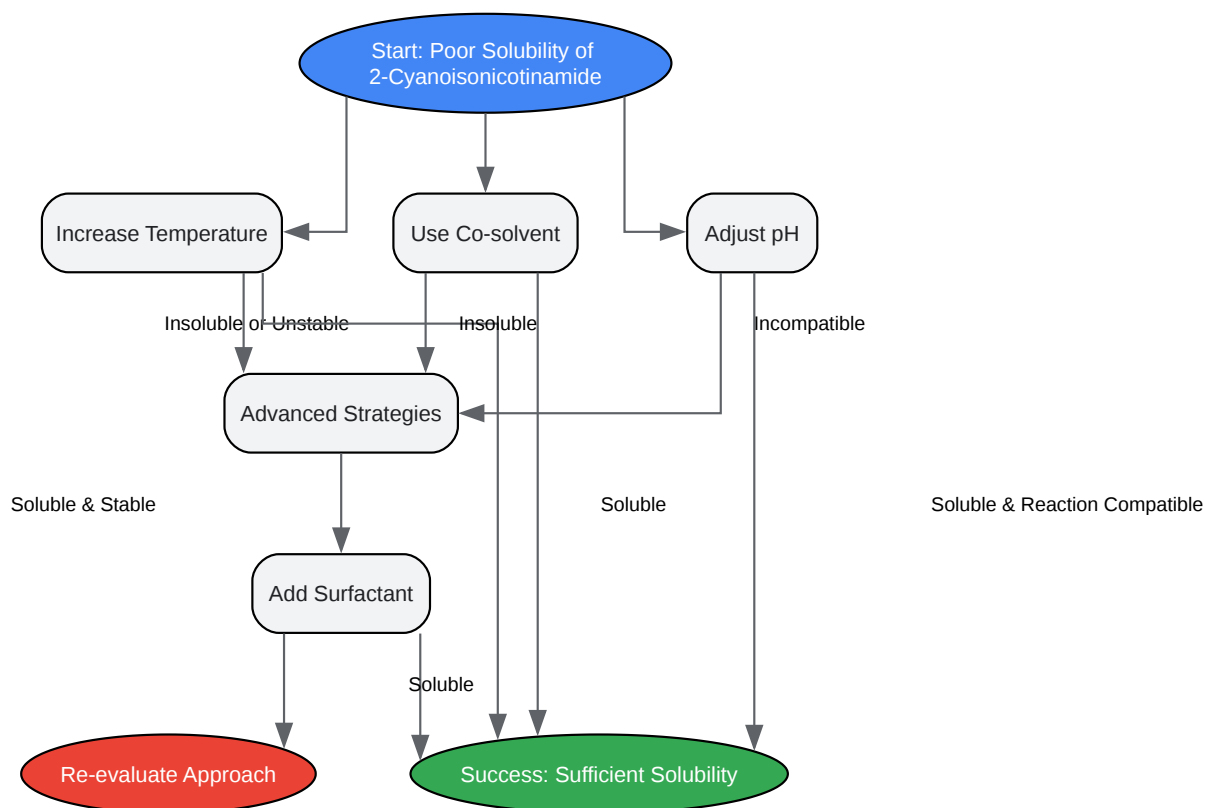 Start: Poor Solubility of
2-Cyanoisonicotinamide
Increase Temperature
Use Co-solvent
Adjust pH
Insoluble or Unstable
Insoluble
Incompatible
Advanced Strategies
Soluble & Stable
Soluble
Soluble & Reaction Compatible
Add Surfactant
Soluble
Re-evaluate Approach
Success: Sufficient Solubility